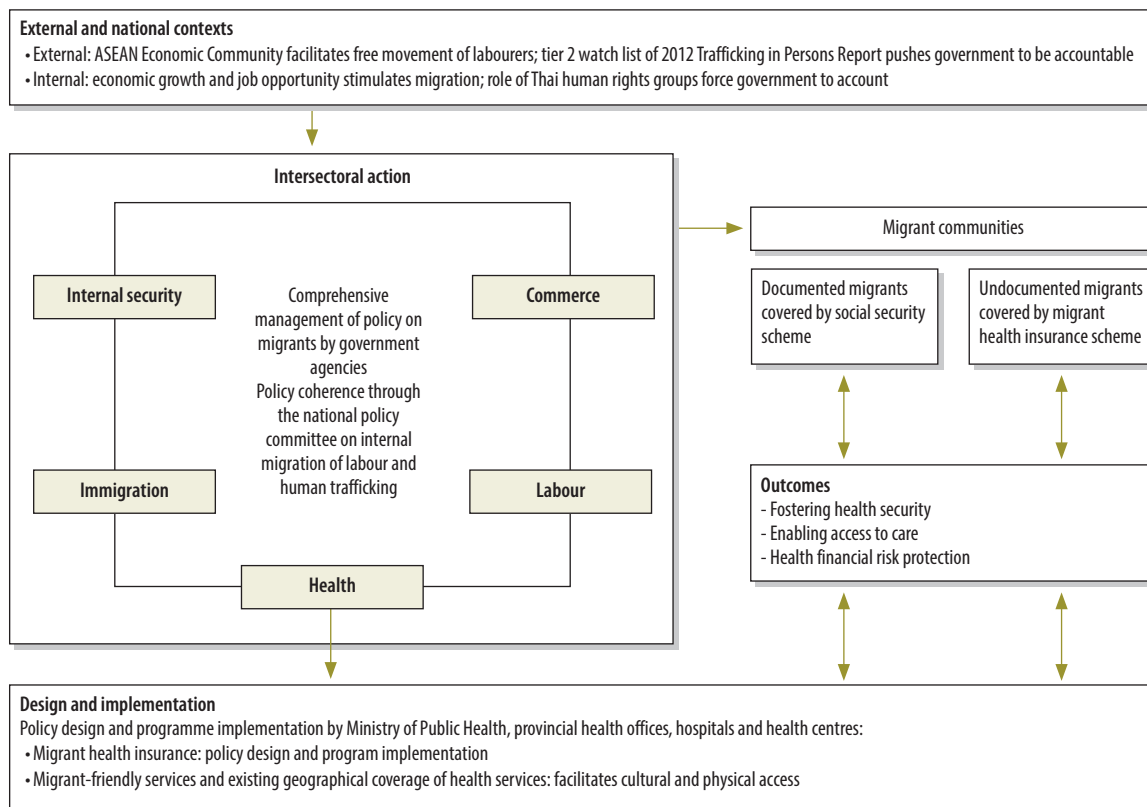 External and national contexts
• External: ASEAN Economic Community facilitates free movement of labourers; tier 2 watch list of 2012 Trafficking in Persons Report pushes government to be accountable
• Internal: economic growth and job opportunity stimulates migration; role of Thai human rights groups force government to account
Intersectoral action
Internal security
Commerce
Comprehensive
management of policy on
migrants by government
agencies
Policy coherence through
the national policy
committee on internal
migration of labour and
human trafficking
Immigration
Labour
Health
Migrant communities
Documented migrants
covered by social security
scheme
Undocumented migrants
covered by migrant
health insurance scheme
Outcomes
- Fostering health security
- Enabling access to care
- Health financial risk protection
Design and implementation
Policy design and programme implementation by Ministry of Public Health, provincial health offices, hospitals and health centres:
• Migrant health insurance: policy design and program implementation
• Migrant-friendly services and existing geographical coverage of health services: facilitates cultural and physical access